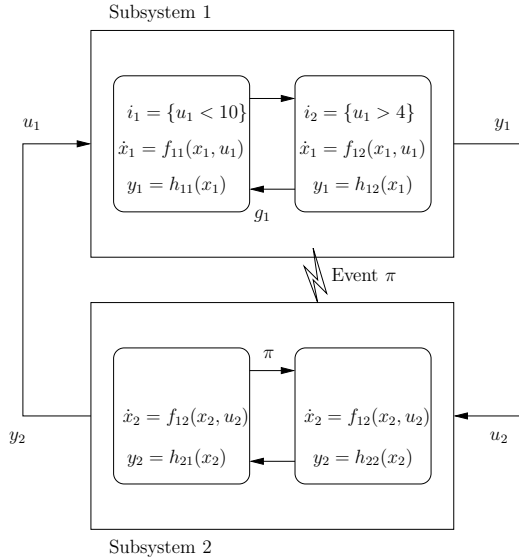 Subsystem 1
u₁
y₁
i₁ = {u₁ < 10}
ẋ₁ = f₁₁(x₁, u₁)
y₁ = h₁₁(x₁)
i₂ = {u₁ > 4}
ẋ₁ = f₁₂(x₁, u₁)
y₁ = h₁₂(x₁)
g₁
Event π
π
ẋ₂ = f₁₂(x₂, u₂)
y₂ = h₂₁(x₂)
ẋ₂ = f₁₂(x₂, u₂)
y₂ = h₂₂(x₂)
y₂
u₂
Subsystem 2